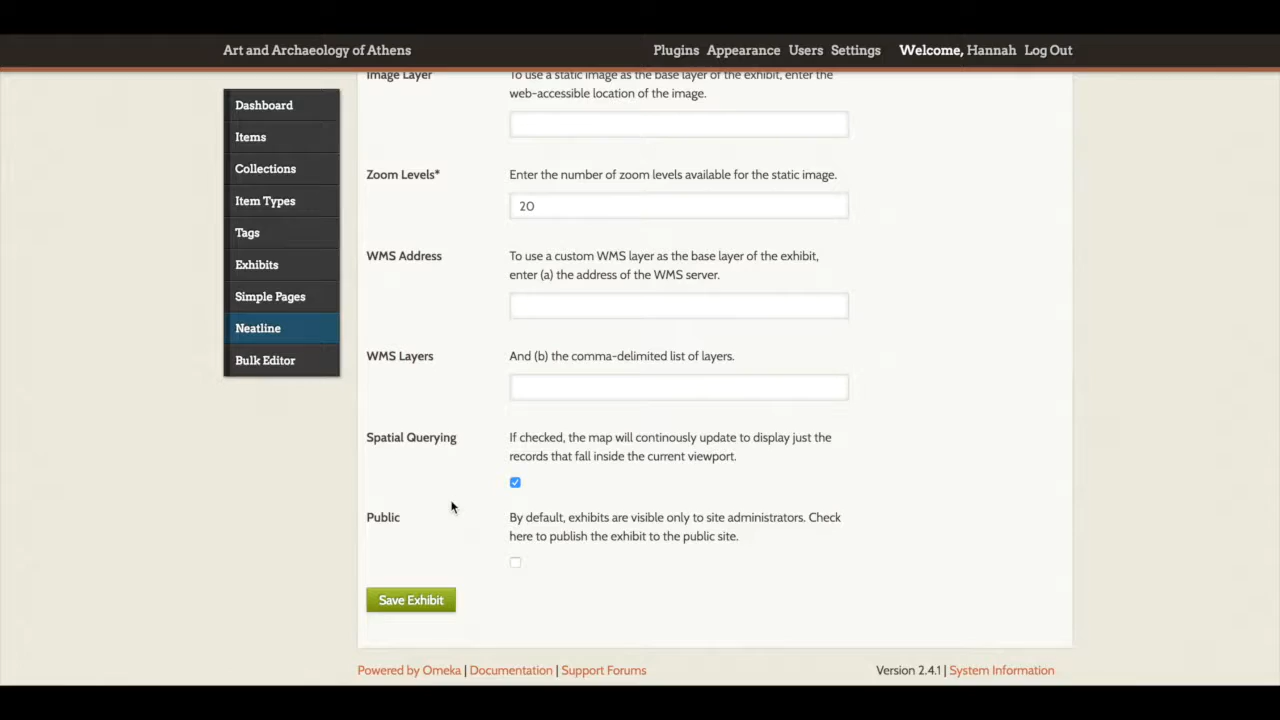 Art and Archaeology of Athens
Plugins Appearance Users Settings Welcome, Hannah Log Out
Dashboard
Items
Collections
Item Types
Tags
Exhibits
Simple Pages
Neatline
Bulk Editor
Image Layer
To use a static image as the base layer of the exhibit, enter the
web-accessible location of the image.
Zoom Levels*
Enter the number of zoom levels available for the static image.
20
WMS Address
To use a custom WMS layer as the base layer of the exhibit,
enter (a) the address of the WMS server.
WMS Layers
And (b) the comma-delimited list of layers.
Spatial Querying
If checked, the map will continously update to display just the
records that fall inside the current viewport.
Public
By default, exhibits are visible only to site administrators. Check
here to publish the exhibit to the public site.
Save Exhibit
Powered by Omeka | Documentation | Support Forums
Version 2.4.1 | System Information